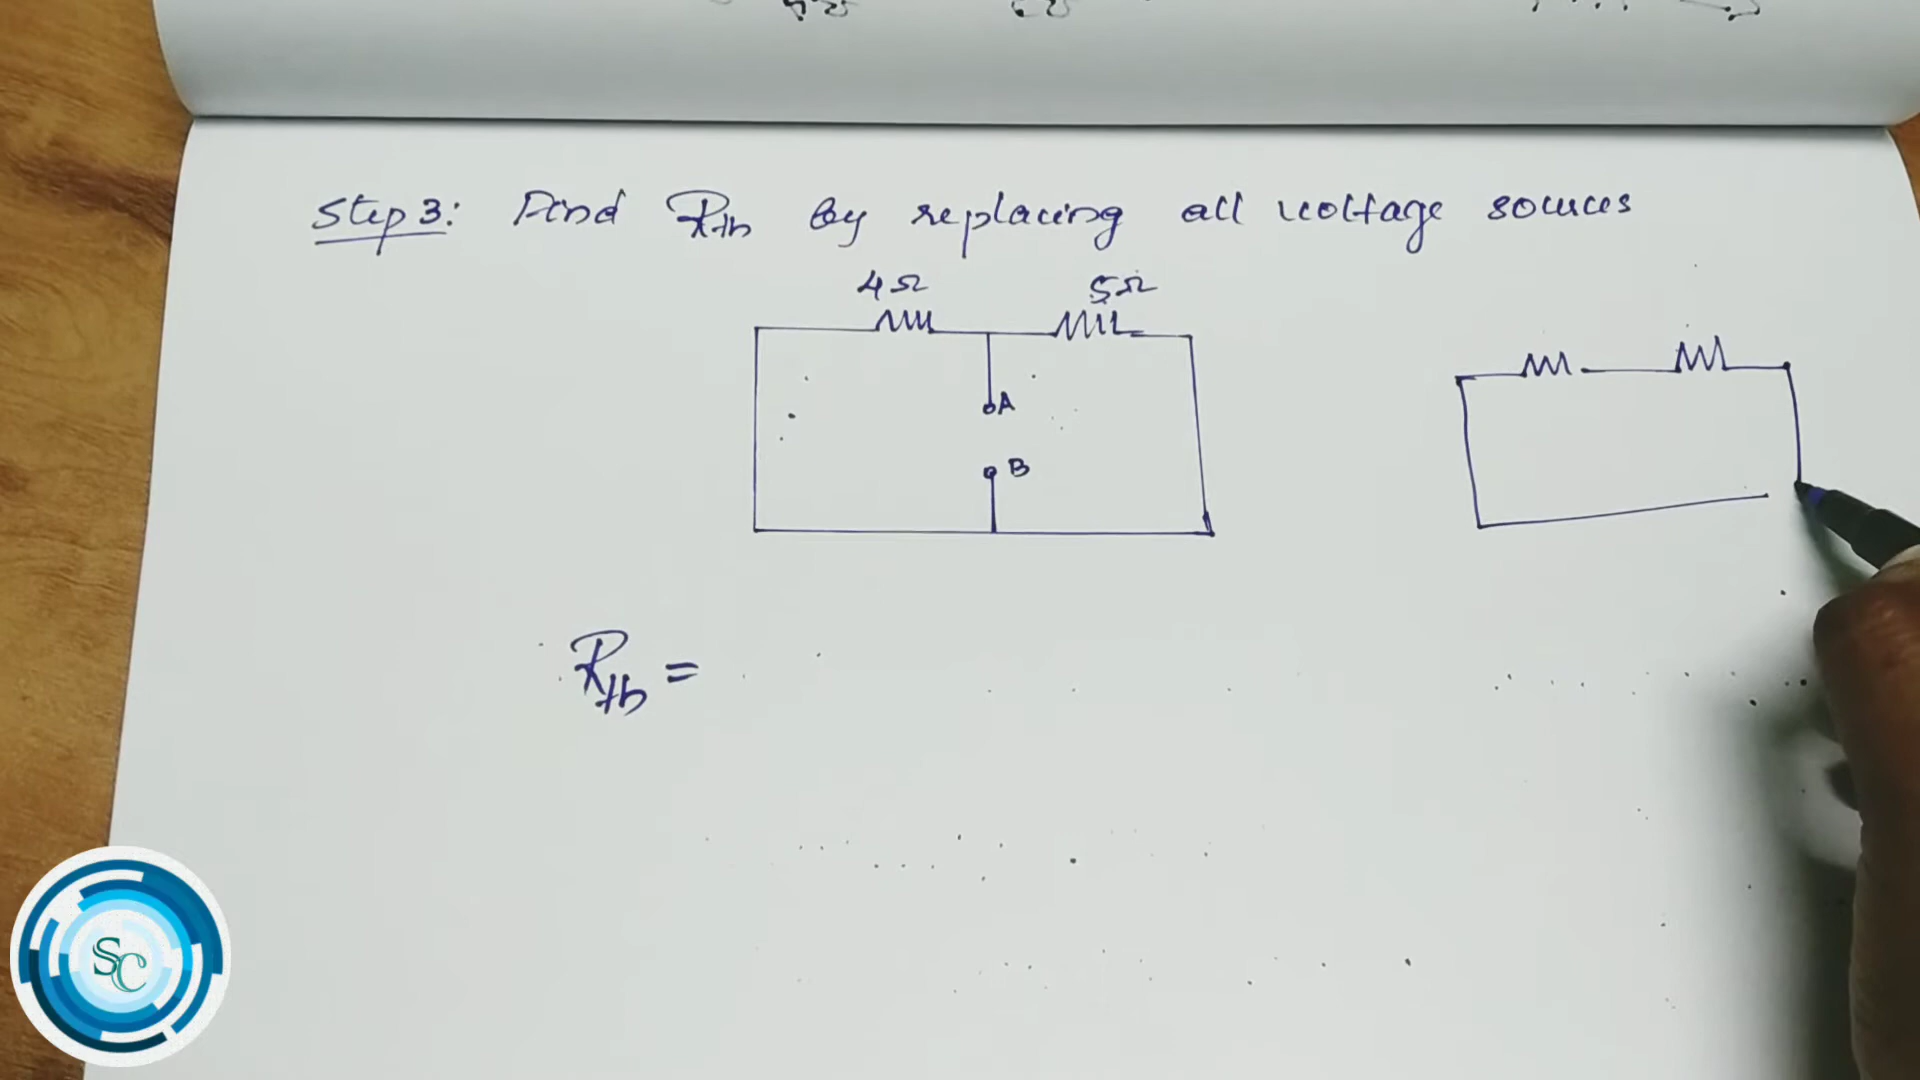 Step 3: Find Rth by replacing all voltage sources
4Ω 5Ω
A
B
Rth =
SC